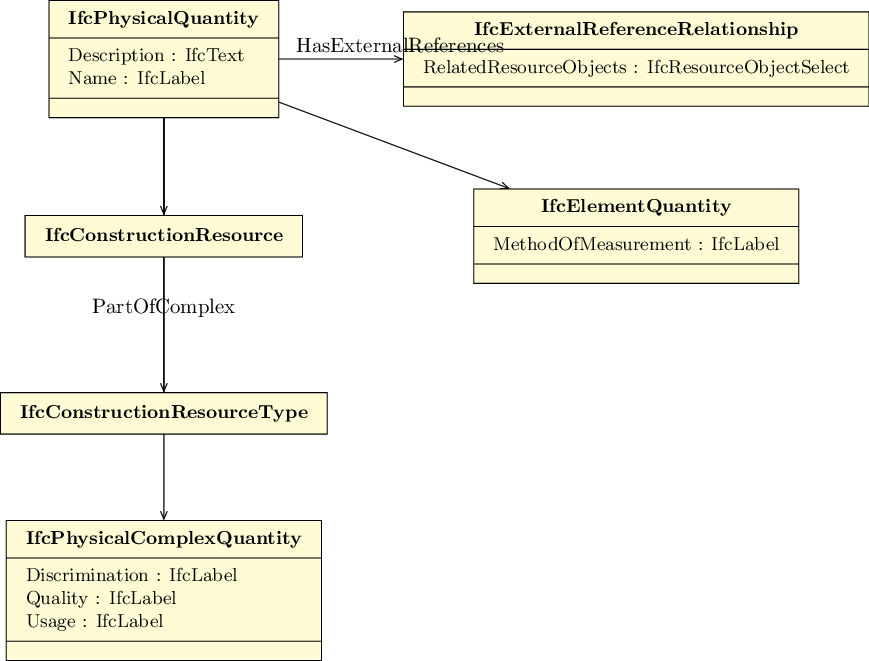 IfcPhysicalQuantity
Description : IfcText
Name : IfcLabel
HasExternalReferences
IfcExternalReferenceRelationship
RelatedResourceObjects : IfcResourceObjectSelect
IfcElementQuantity
MethodOfMeasurement : IfcLabel
IfcConstructionResource
PartOfComplex
IfcConstructionResourceType
IfcPhysicalComplexQuantity
Discrimination : IfcLabel
Quality : IfcLabel
Usage : IfcLabel